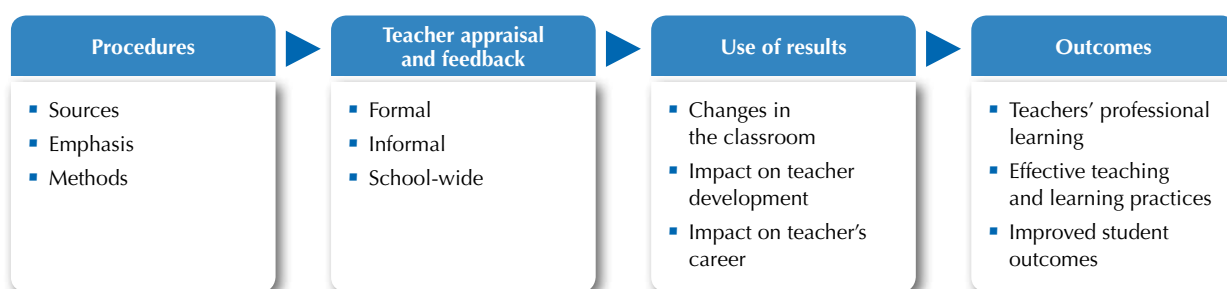 Procedures
Sources
Emphasis
Methods
Teacher appraisal
and feedback
Formal
Informal
School-wide
Use of results
Changes in
the classroom
Impact on teacher
development
Impact on teacher’s
career
Outcomes
Teachers’ professional
learning
Effective teaching
and learning practices
Improved student
outcomes